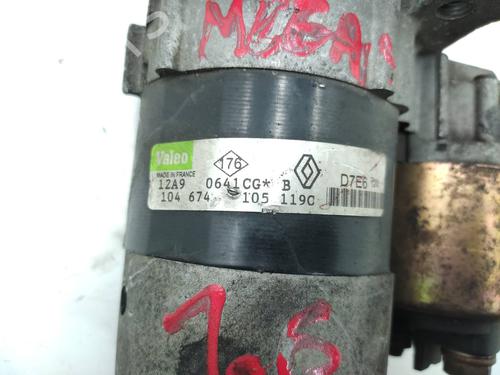 MEGA
Valeo
MADE IN FRANCE
176
12A9 0641CG* B D7E6
104 674 105 119C
1.6